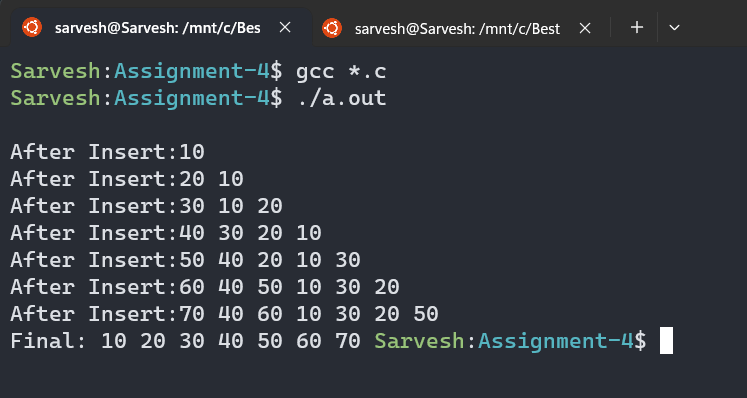 sarvesh@Sarvesh: /mnt/c/Bes
sarvesh@Sarvesh: /mnt/c/Best
Sarvesh:Assignment-4$ gcc *.c
Sarvesh:Assignment-4$ ./a.out
After Insert:10
After Insert:20 10
After Insert:30 10 20
After Insert:40 30 20 10
After Insert:50 40 20 10 30
After Insert:60 40 50 10 30 20
After Insert:70 40 60 10 30 20 50
Final: 10 20 30 40 50 60 70 Sarvesh:Assignment-4$